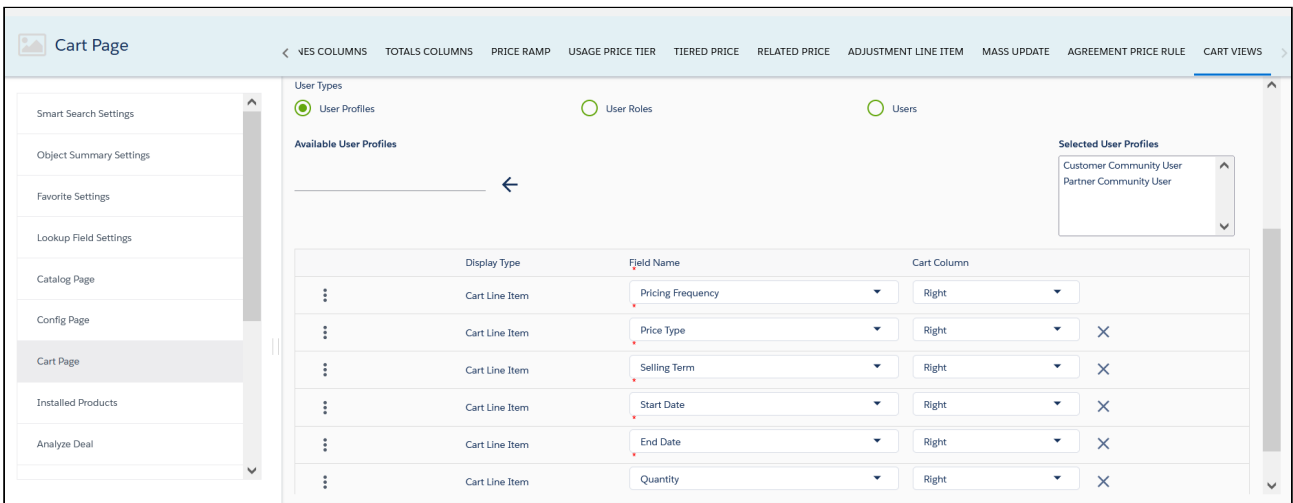 Cart Page
NES COLUMNS TOTALS COLUMNS PRICE RAMP USAGE PRICE TIER TIERED PRICE RELATED PRICE ADJUSTMENT LINE ITEM MASS UPDATE AGREEMENT PRICE RULE CART VIEWS
Smart Search Settings
Object Summary Settings
Favorite Settings
Lookup Field Settings
Catalog Page
Config Page
Cart Page
Installed Products
Analyze Deal
User Types
User Profiles User Roles Users
Available User Profiles Selected User Profiles
Customer Community User
Partner Community User
Display Type Field Name Cart Column
*
Cart Line Item Pricing Frequency Right
*
Cart Line Item Price Type Right
*
Cart Line Item Selling Term Right
*
Cart Line Item Start Date Right
*
Cart Line Item End Date Right
*
Cart Line Item Quantity Right